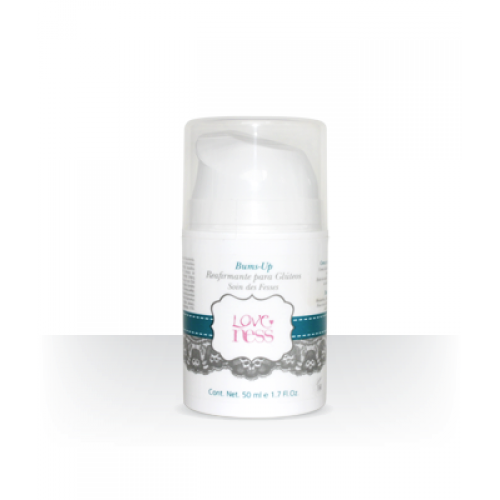 Bums-Up
Reafirmante para Glúteos
Soin des Fesses
LOVE
ness
Cont. Net. 50 ml e 1.7 Fl.Oz